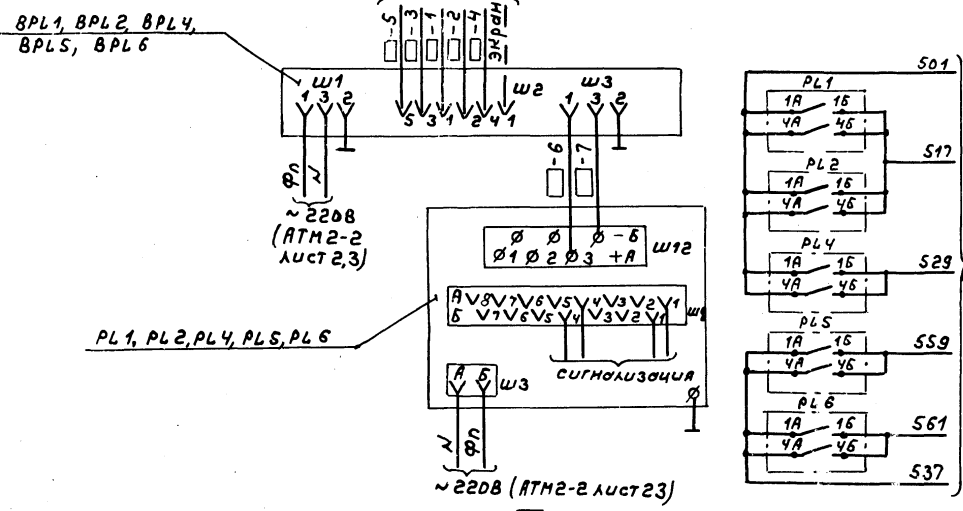 BPL1, BPL2, BPL4,
BPL5, BPL6
-5 -3 -1 -2 -4 экран
Ш1 Ш2 Ш3
1 3 2
5 3 1 2 4 1
1 3 2
ФП N
-6 -7
~220В
(АТМ2-2
лист 2,3)
- Б
1 2 3 + А
Ш12
А 8 7 6 5 4 3 2 1
Б 7 6 5 4 3 2 1
PL1, PL2, PL4, PL5, PL6
сигнализация
А Б Ш3
N ФП
~220В (АТМ2-2 лист 23)
501
PL1
1А 1Б
4А 4Б
517
PL2
1А 1Б
4А 4Б
PL4
1А 1Б
4А 4Б
529
PL5
1А 1Б
4А 4Б
559
PL6
1А 1Б
4А 4Б
561
537